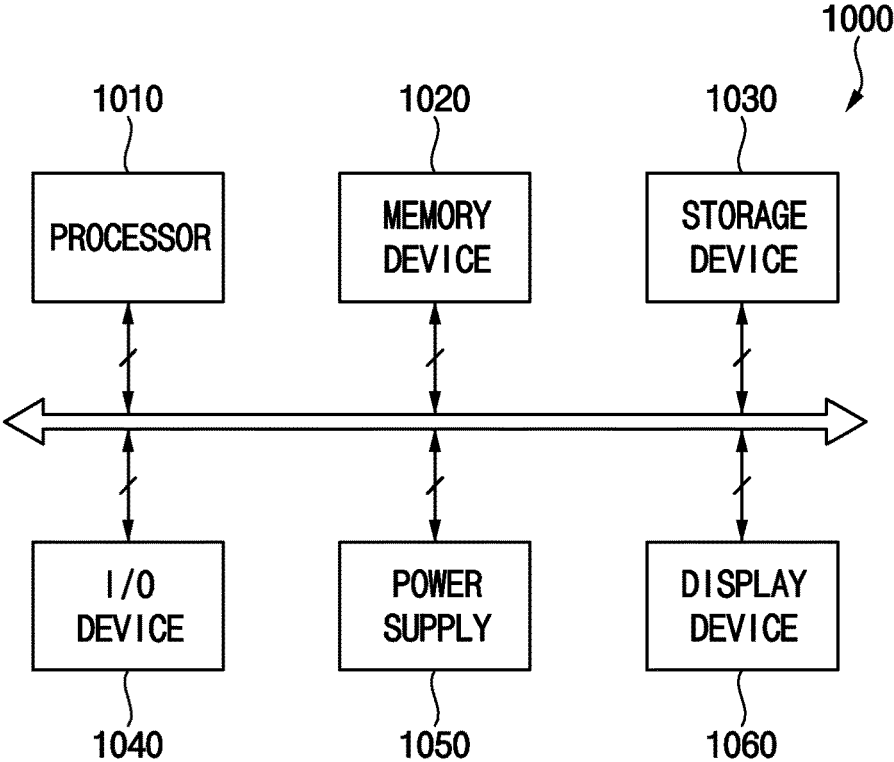 1000
1010
1020
1030
PROCESSOR
MEMORY
DEVICE
STORAGE
DEVICE
I/O
DEVICE
POWER
SUPPLY
DISPLAY
DEVICE
1040
1050
1060